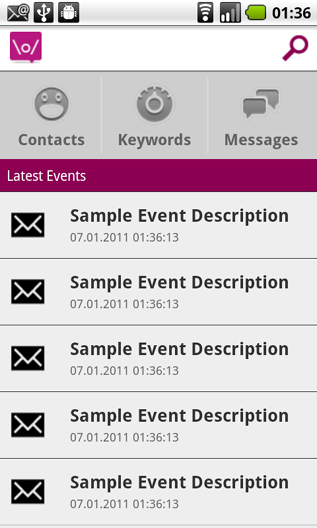 01:36
\o/
Contacts Keywords Messages
Latest Events
Sample Event Description
07.01.2011 01:36:13
Sample Event Description
07.01.2011 01:36:13
Sample Event Description
07.01.2011 01:36:13
Sample Event Description
07.01.2011 01:36:13
Sample Event Description
07.01.2011 01:36:13